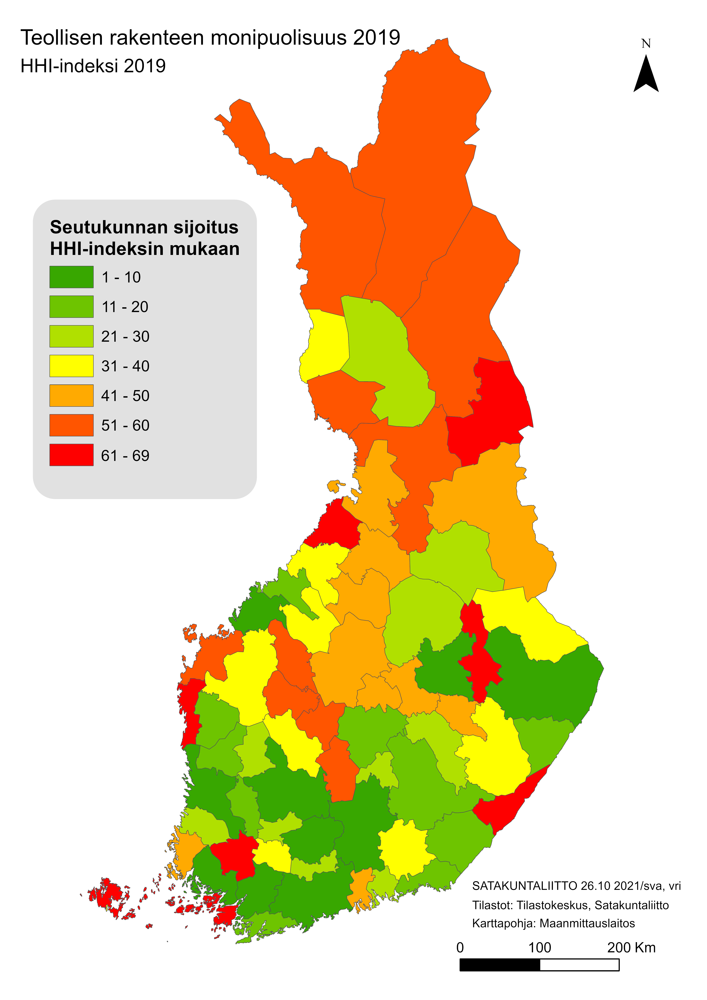 Teollisen rakenteen monipuolisuus 2019
HHI-indeksi 2019
N
Seutukunnan sijoitus
HHI-indeksin mukaan
1 - 10
11 - 20
21 - 30
31 - 40
41 - 50
51 - 60
61 - 69
SATAKUNTALIITTO 26.10 2021/sva, vri
Tilastot: Tilastokeskus, Satakuntaliitto
Karttapohja: Maanmittauslaitos
0 100 200 Km